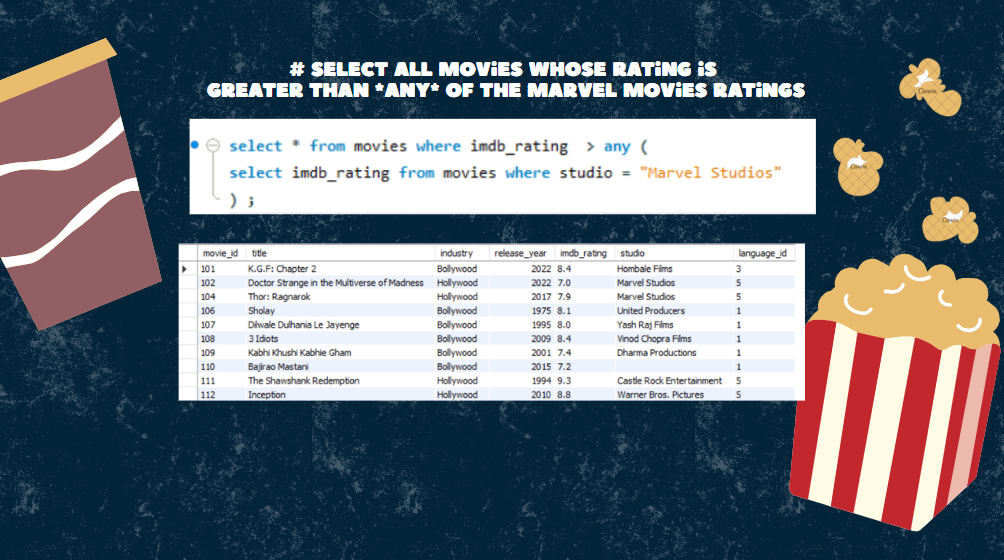 # SELECT ALL MOViES WHOSE RATiNG iS
GREATER THAN *ANY* OF THE MARVEL MOViES RATiNGS
select * from movies where imdb_rating > any (
select imdb_rating from movies where studio = "Marvel Studios"
) ;
movie_id title industry release_year imdb_rating studio language_id
101 K.G.F: Chapter 2 Bollywood 2022 8.4 Hombale Films 3
102 Doctor Strange in the Multiverse of Madness Hollywood 2022 7.0 Marvel Studios 5
104 Thor: Ragnarok Hollywood 2017 7.9 Marvel Studios 5
106 Sholay Bollywood 1975 8.1 United Producers 1
107 Dilwale Dulhania Le Jayenge Bollywood 1995 8.0 Yash Raj Films 1
108 3 Idiots Bollywood 2009 8.4 Vinod Chopra Films 1
109 Kabhi Khushi Kabhie Gham Bollywood 2001 7.4 Dharma Productions 1
110 Bajirao Mastani Bollywood 2015 7.2 1
111 The Shawshank Redemption Hollywood 1994 9.3 Castle Rock Entertainment 5
112 Inception Hollywood 2010 8.8 Warner Bros. Pictures 5
Canva
Canva
Canva